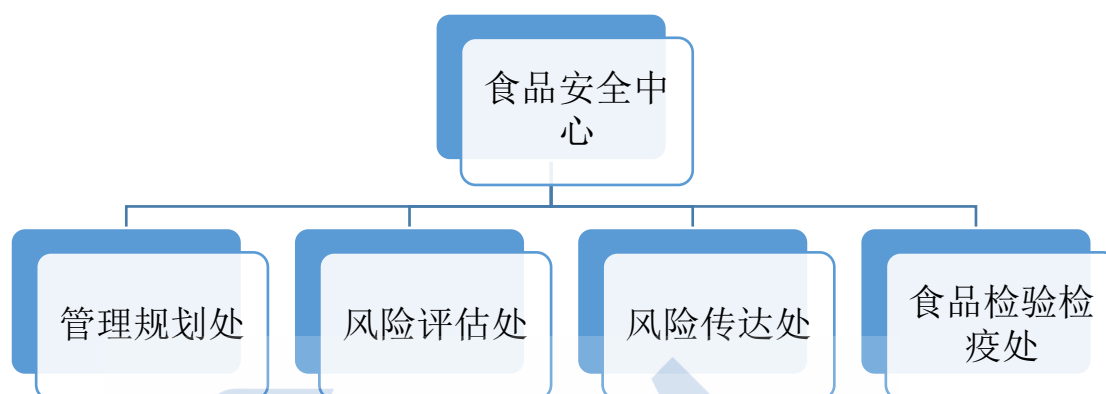 食品安全中
心
管理规划处
风险评估处
风险传达处
食品检验检
疫处